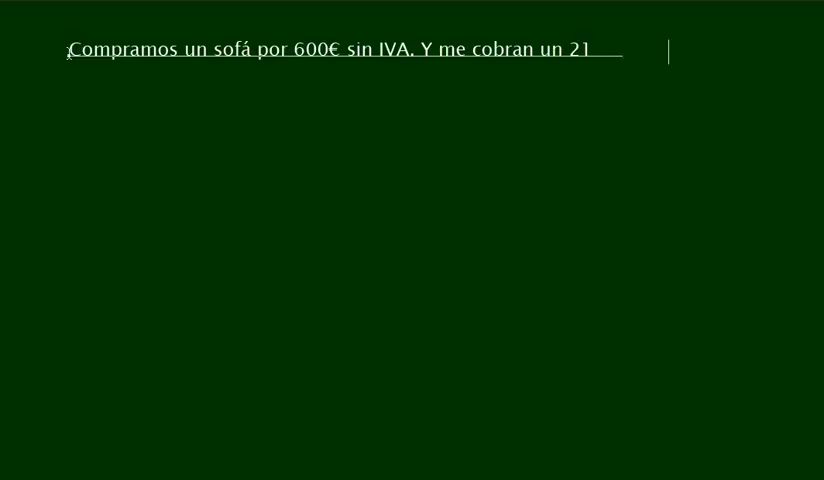 Compramos un sofá por 600€ sin IVA. Y me cobran un 21